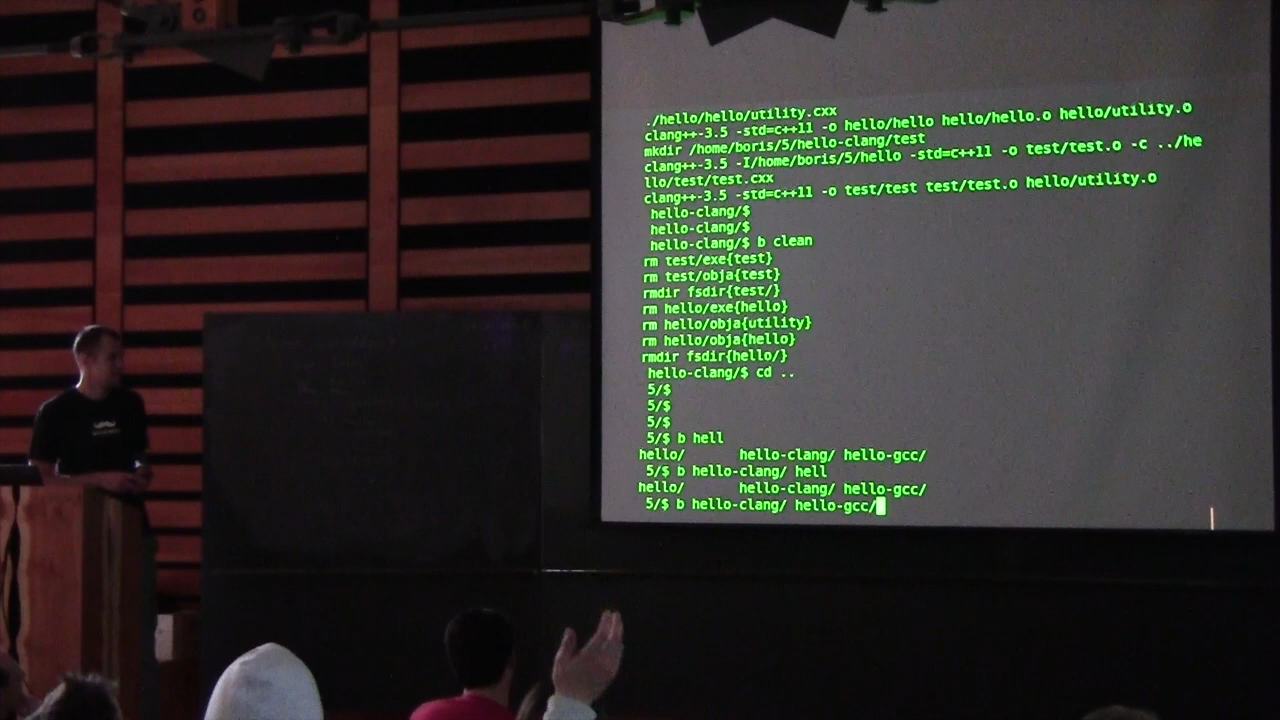 ./hello/hello/utility.cxx
clang++-3.5 -std=c++11 -o hello/hello hello/hello.o hello/utility.o
mkdir /home/boris/5/hello-clang/test
clang++-3.5 -I/home/boris/5/hello -std=c++11 -o test/test.o -c ../he
llo/test/test.cxx
clang++-3.5 -std=c++11 -o test/test test/test.o hello/utility.o
hello-clang/$
hello-clang/$
hello-clang/$ b clean
rm test/exe{test}
rm test/obja{test}
rmdir fsdir{test/}
rm hello/exe{hello}
rm hello/obja{utility}
rm hello/obja{hello}
rmdir fsdir{hello/}
hello-clang/$ cd ..
5/$
5/$
5/$
5/$ b hell
hello/ hello-clang/ hello-gcc/
5/$ b hello-clang/ hell
hello/ hello-clang/ hello-gcc/
5/$ b hello-clang/ hello-gcc/